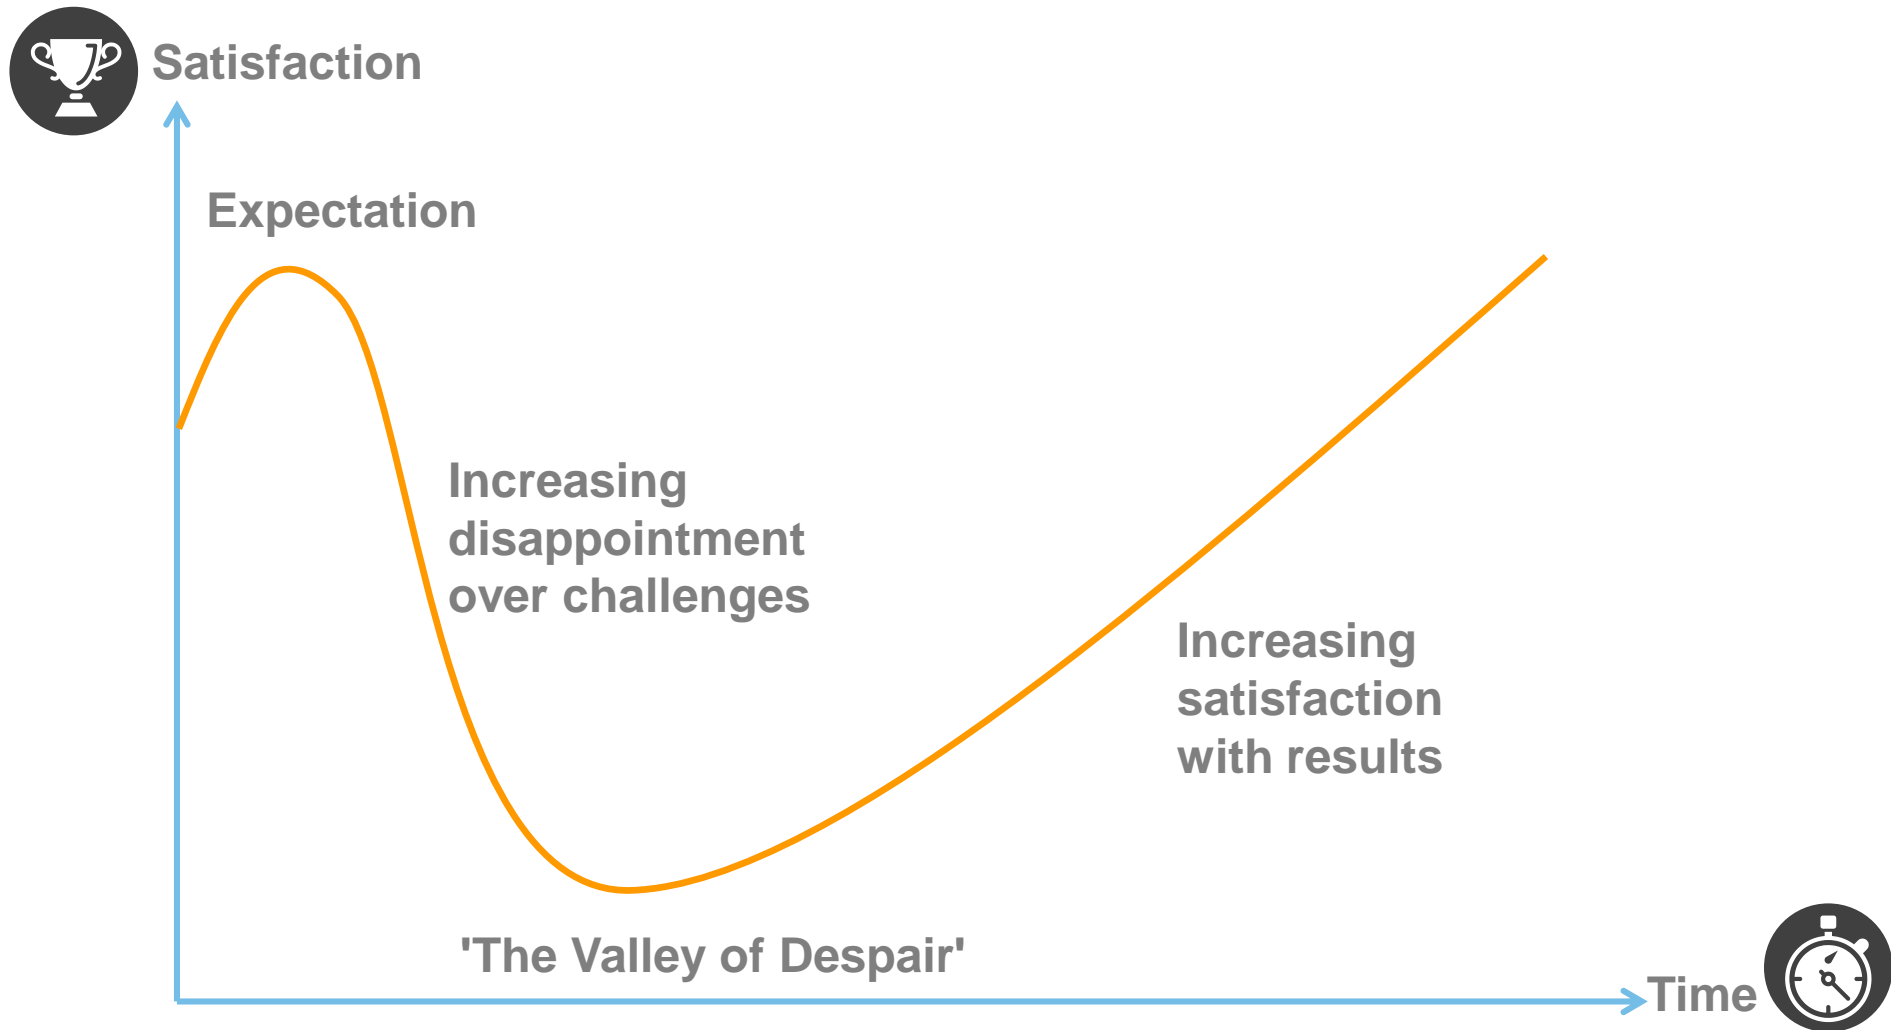 Satisfaction
Expectation
Increasing
disappointment
over challenges
Increasing
satisfaction
with results
'The Valley of Despair'
Time